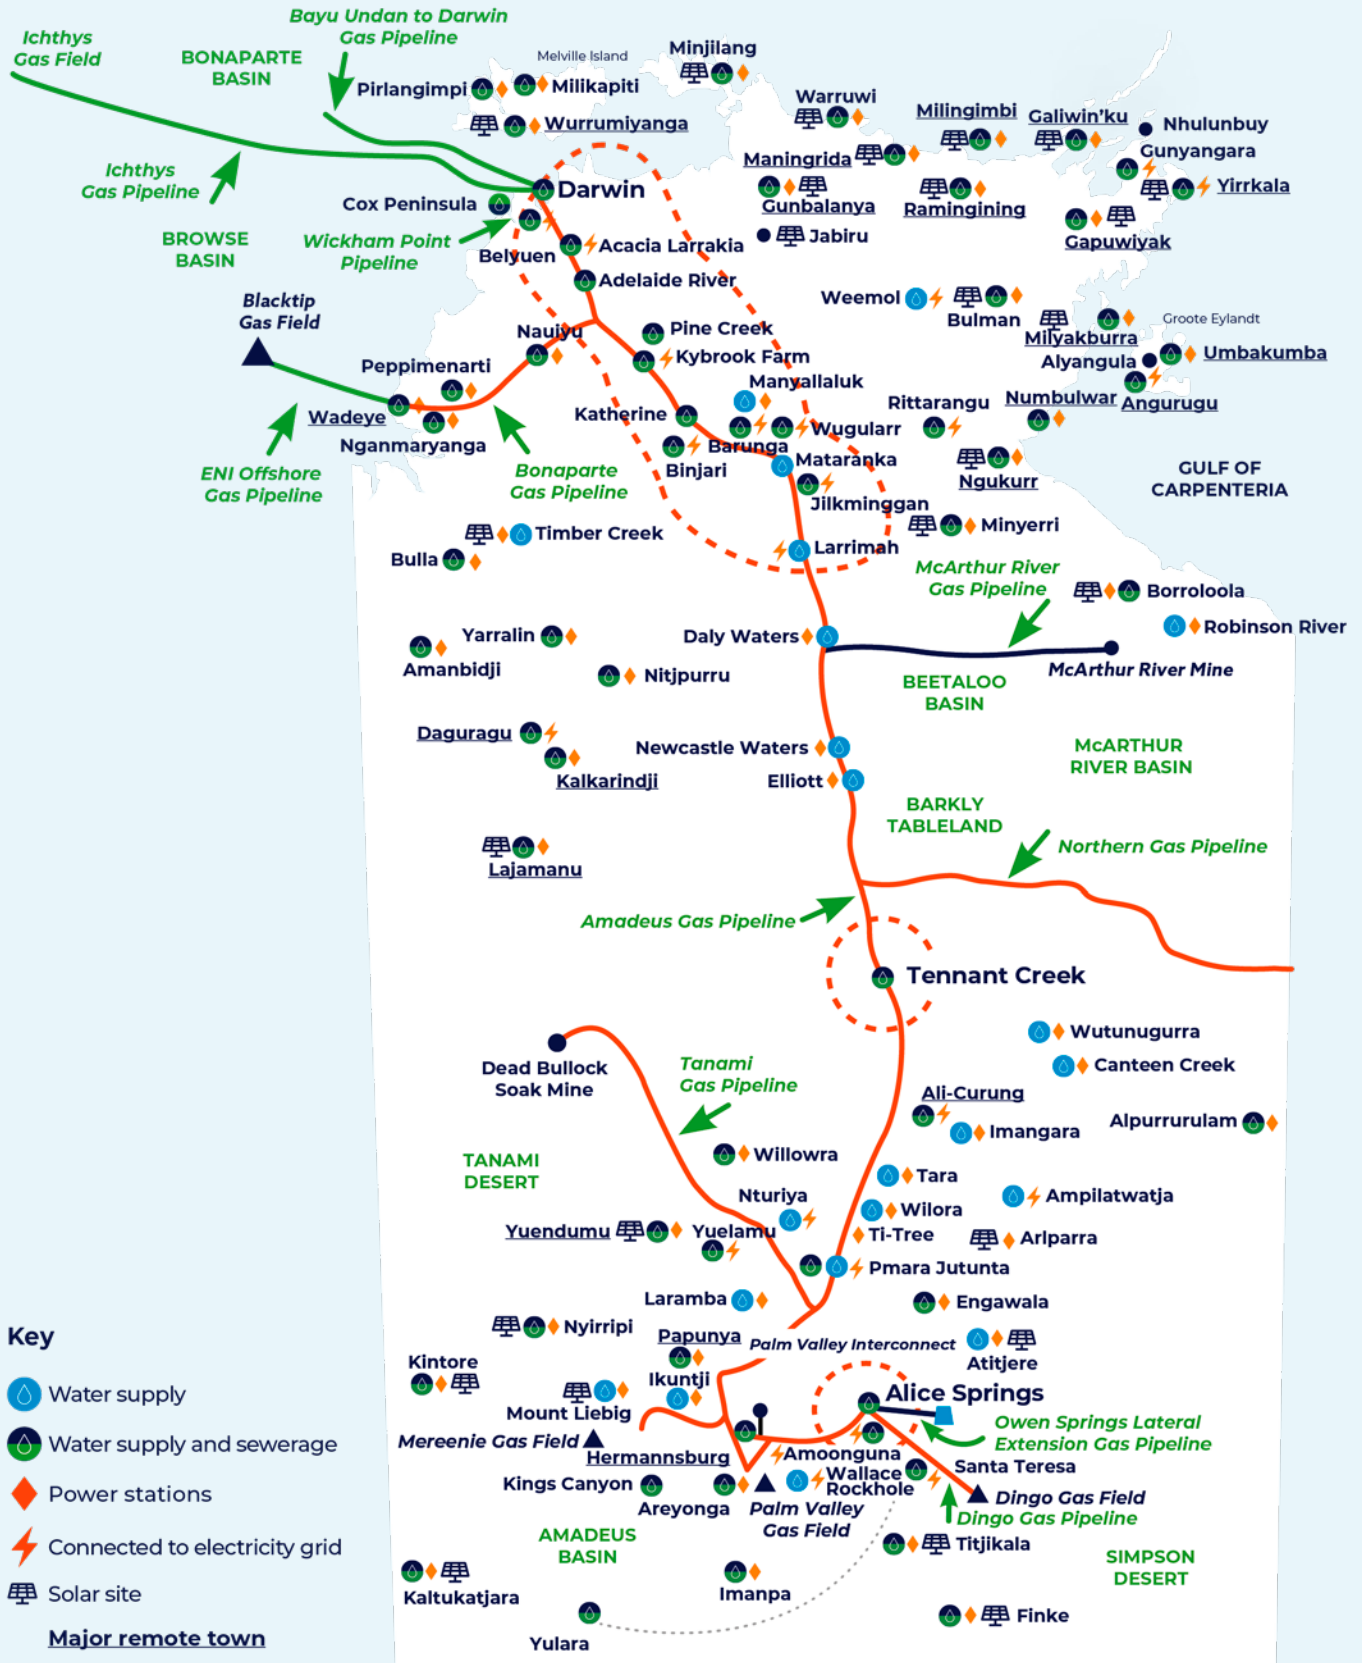 Ichthys
Gas Field
BONAPARTE
BASIN
Bayu Undan to Darwin
Gas Pipeline
Melville Island
Minjilang
Pirlangimpi
Milikapiti
Wurrumiyanga
Warruwi
Milingimbi
Galiwin’ku
Nhulunbuy
Gunyangara
Maningrida
Yirrkala
Ichthys
Gas Pipeline
Darwin
Gunbalanya
Ramingining
Cox Peninsula
Jabiru
Gapuwiyak
BROWSE
BASIN
Wickham Point
Pipeline
Belyuen
Acacia Larrakia
Adelaide River
Blacktip
Gas Field
Weemol
Bulman
Groote Eylandt
Nauiyu
Pine Creek
Milyakburra
Kybrook Farm
Alyangula
Umbakumba
Peppimenarti
Manyallaluk
Wadeye
Katherine
Rittarangu
Numbulwar
Angurugu
Nganmaryanga
Wugularr
Barunga
Binjari
Mataranka
ENI Offshore
Gas Pipeline
Bonaparte
Gas Pipeline
Ngukurr
GULF OF
CARPENTERIA
Jilkminggan
Timber Creek
Minyerri
Bulla
Larrimah
McArthur River
Gas Pipeline
Borroloola
Robinson River
Yarralin
Daly Waters
Amanbidji
Nitjpurru
McArthur River Mine
BEETALOO
BASIN
Daguragu
Newcastle Waters
McARTHUR
RIVER BASIN
Kalkarindji
Elliott
BARKLY
TABLELAND
Lajamanu
Northern Gas Pipeline
Amadeus Gas Pipeline
Tennant Creek
Wutunugurra
Dead Bullock
Soak Mine
Tanami
Gas Pipeline
Canteen Creek
Ali-Curung
Imangara
Alpurrurulam
TANAMI
DESERT
Willowra
Tara
Nturiya
Ampilatwatja
Wilora
Yuendumu
Yuelamu
Ti-Tree
Arlparra
Pmara Jutunta
Laramba
Engawala
Key
Nyirripi
Papunya
Palm Valley Interconnect
Atitjere
Kintore
Ikuntji
Water supply
Mount Liebig
Alice Springs
Owen Springs Lateral
Extension Gas Pipeline
Water supply and sewerage
Mereenie Gas Field
Hermannsburg
Amoonguna
Santa Teresa
Kings Canyon
Wallace
Rockhole
Power stations
Areyonga
Palm Valley
Gas Field
Dingo Gas Field
Dingo Gas Pipeline
Connected to electricity grid
AMADEUS
BASIN
Titjikala
SIMPSON
DESERT
Solar site
Kaltukatjara
Imanpa
Finke
Major remote town
Yulara